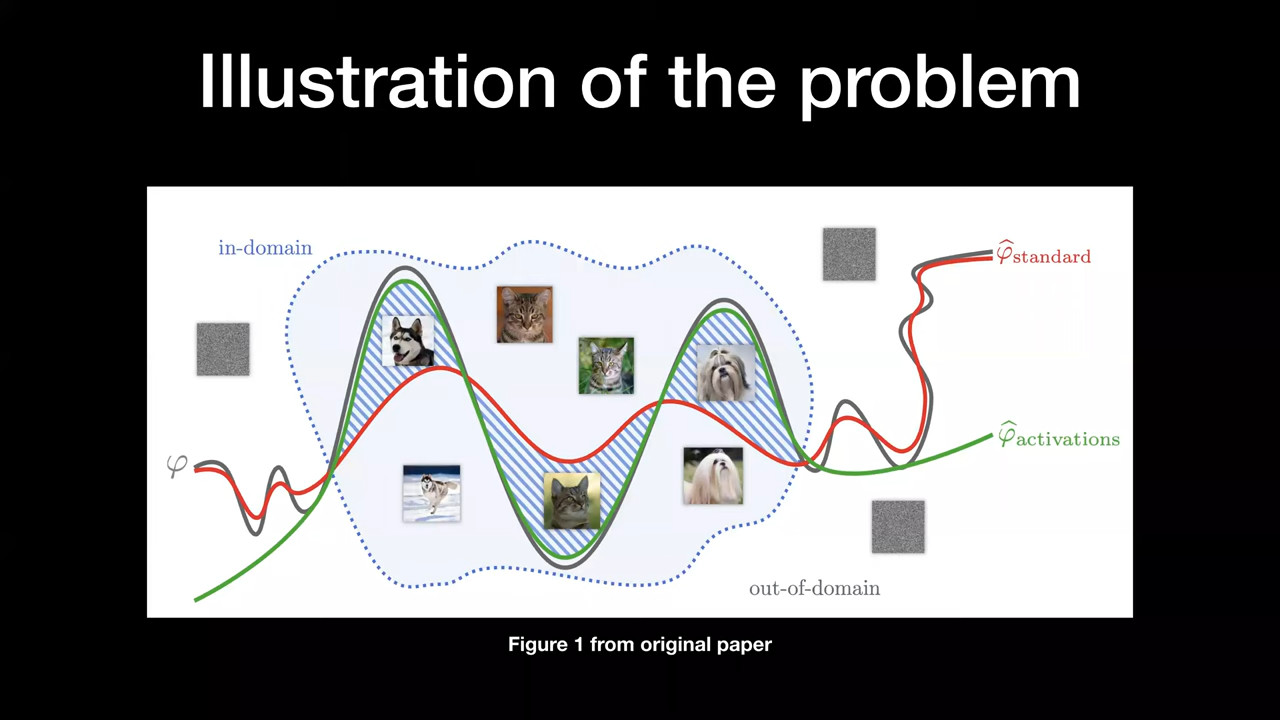 Illustration of the problem
in-domain
φ̂standard
φ
φ̂activations
out-of-domain
Figure 1 from original paper